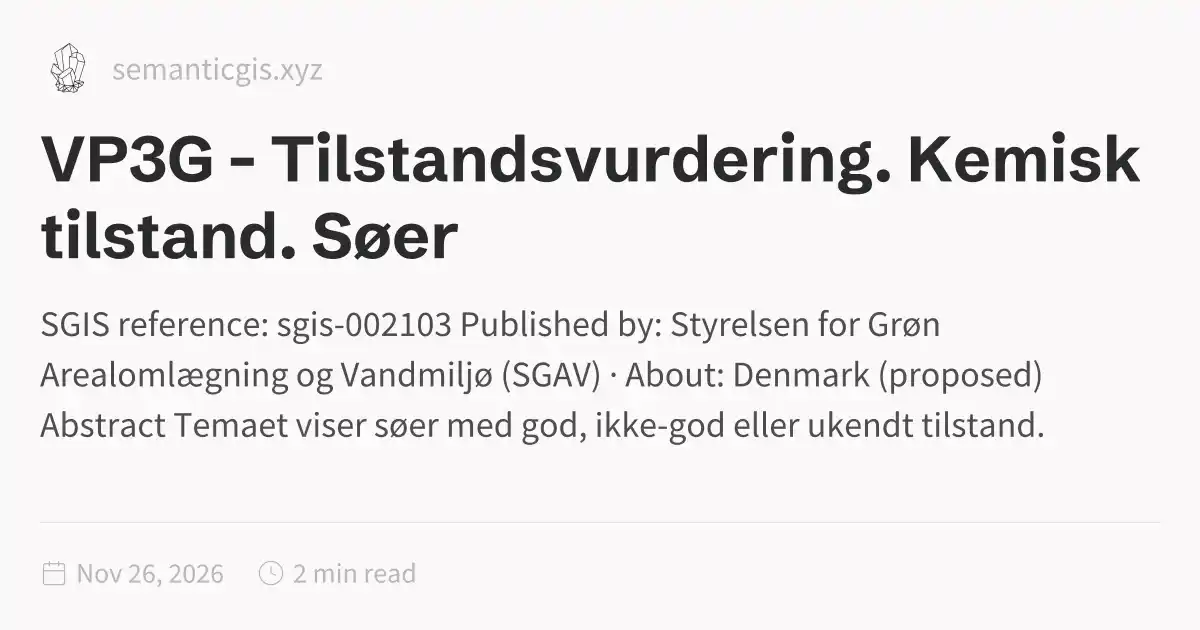 semanticgis.xyz
VP3G - Tilstandsvurdering. Kemisk
tilstand. Søer
SGIS reference: sgis-002103 Published by: Styrelsen for Grøn
Arealomlægning og Vandmiljø (SGAV) · About: Denmark (proposed)
Abstract Temaet viser søer med god, ikke-god eller ukendt tilstand.
Nov 26, 2026 2 min read